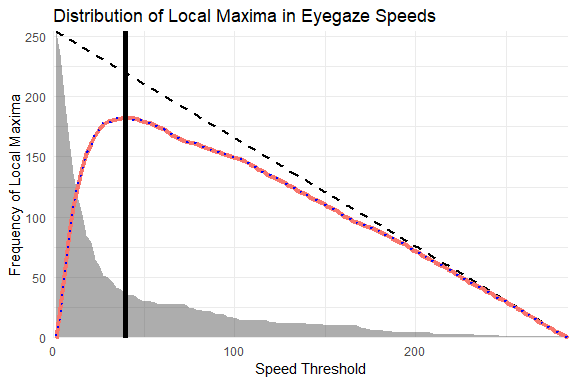 Distribution of Local Maxima in Eyegaze Speeds
Frequency of Local Maxima
250
200
150
100
50
0
0 100 200
Speed Threshold